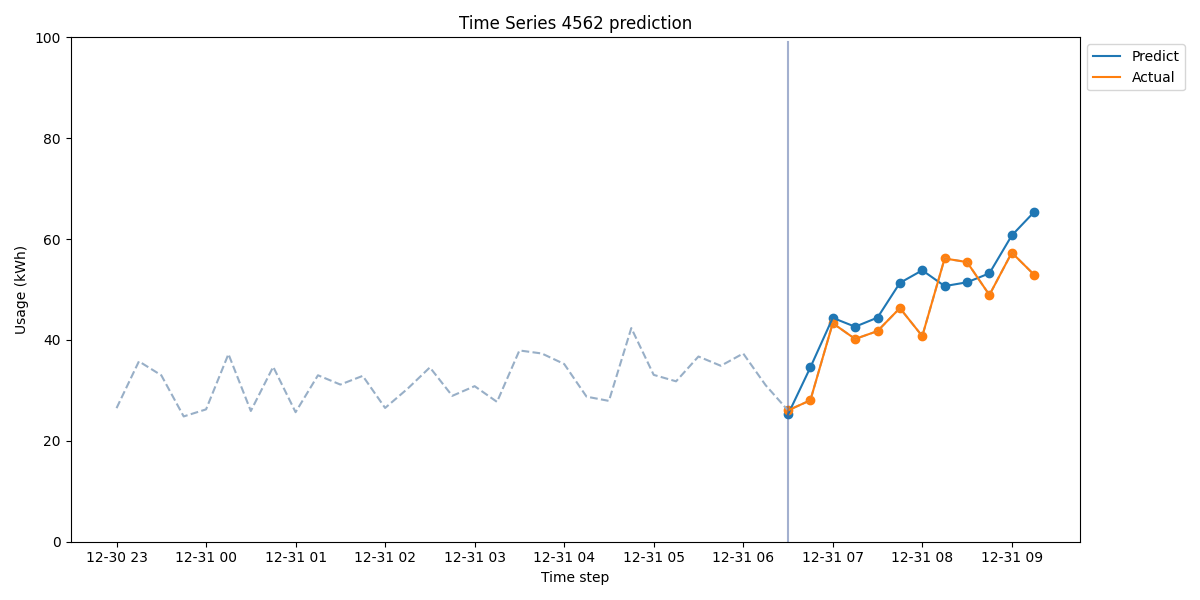 Time Series 4562 prediction
Predict
Actual
Usage (kWh)
100
80
60
40
20
0
12-30 23 12-31 00 12-31 01 12-31 02 12-31 03 12-31 04 12-31 05 12-31 06 12-31 07 12-31 08 12-31 09
Time step